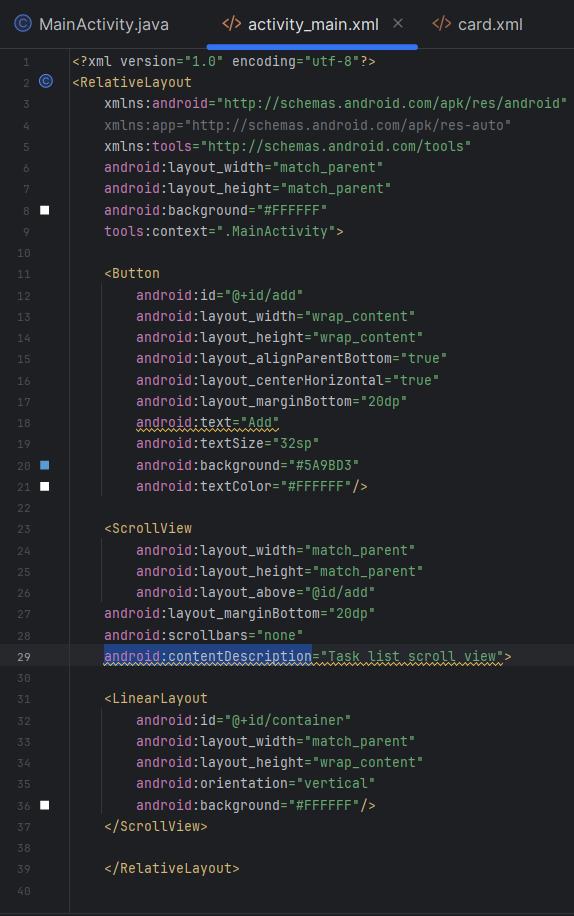 MainActivity.java </> activity_main.xml × </> card.xml
1 <?xml version="1.0" encoding="utf-8"?>
2 <RelativeLayout
3     xmlns:android="http://schemas.android.com/apk/res/android"
4     xmlns:app="http://schemas.android.com/apk/res-auto"
5     xmlns:tools="http://schemas.android.com/tools"
6     android:layout_width="match_parent"
7     android:layout_height="match_parent"
8     android:background="#FFFFFF"
9     tools:context=".MainActivity">
10
11     <Button
12         android:id="@+id/add"
13         android:layout_width="wrap_content"
14         android:layout_height="wrap_content"
15         android:layout_alignParentBottom="true"
16         android:layout_centerHorizontal="true"
17         android:layout_marginBottom="20dp"
18         android:text="Add"
19         android:textSize="32sp"
20         android:background="#5A9BD3"
21         android:textColor="#FFFFFF"/>
22
23     <ScrollView
24         android:layout_width="match_parent"
25         android:layout_height="match_parent"
26         android:layout_above="@id/add"
27     android:layout_marginBottom="20dp"
28     android:scrollbars="none"
29     android:contentDescription="Task list scroll view">
30
31     <LinearLayout
32         android:id="@+id/container"
33         android:layout_width="match_parent"
34         android:layout_height="wrap_content"
35         android:orientation="vertical"
36         android:background="#FFFFFF"/>
37     </ScrollView>
38
39     </RelativeLayout>
40